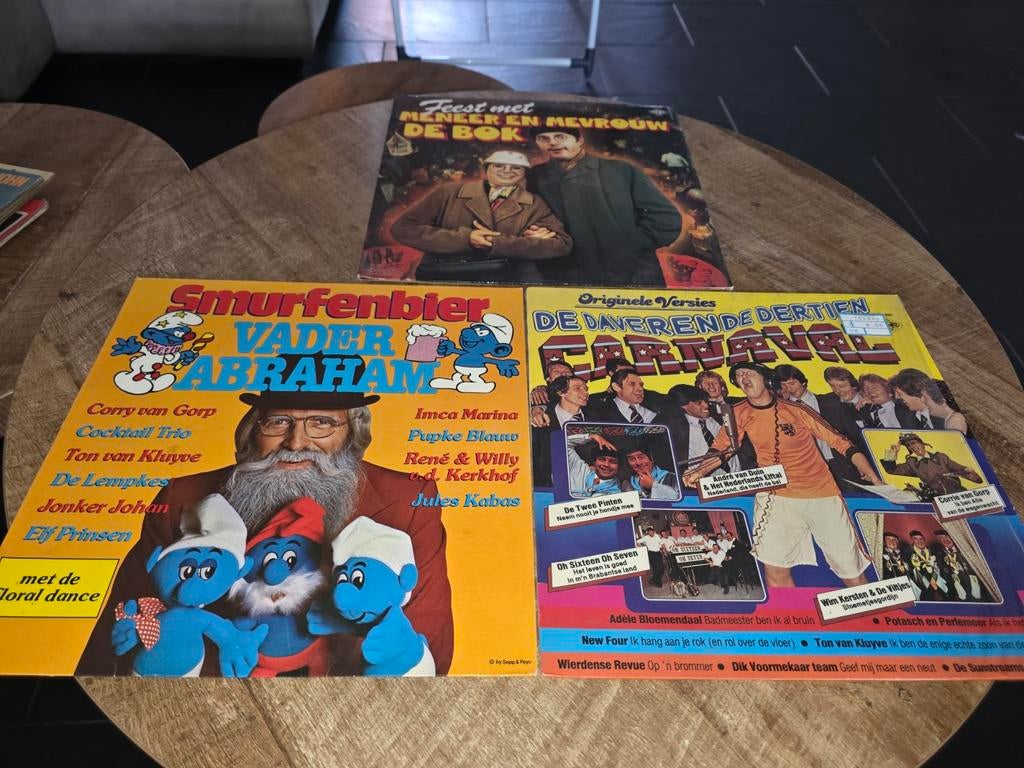 Feest met
MENEER EN MEVROUW
DE BOK
Smurfenbier
VADER
ABRAHAM
Corry van Gorp
Cocktail Trio
Ton van Kluyve
De Lempkes
Jonker Johan
Elf Prinsen
Imca Marina
Pupke Blauw
René & Willy
v.d. Kerkhof
Jules Kabas
met de
floral dance
© by Sepp & Peyo
Originele Versies
DE DAVERENDE DERTIEN
CARNAVAL
André van Duin
& Het Nederlands Elftal
Nederland, die heeft de bal
De Twee Pinten
Neem nooit je hondje mee
Corrie van Gorp
Ik ben Allie
van de wegenwacht
Oh Sixteen Oh Seven
Het leven is goed
in m'n Brabantse land
OH SIXTEEN
Wim Kersten & De Viltjes
Bloemetjesgordijn
Adèle Bloemendaal Badmeester ben ik al bruin
• Potasch en Perlemoer Als ik
New Four Ik hang aan je rok (en rol over de vloer) • Ton van Kluyve Ik ben de enige echte zoon van
Wierdense Revue Op 'n brommer • Dik Voormekaar team Geef mij maar een neut • De Sunstreams